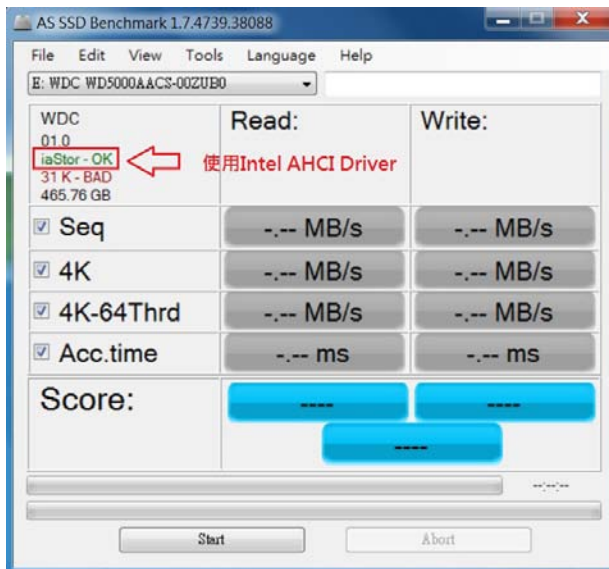 AS SSD Benchmark 1.7.4739.38088
File Edit View Tools Language Help
E: WDC WD5000AACS-00ZUB0
WDC
01.0
iaStor - OK
31 K - BAD
465.76 GB
使用Intel AHCI Driver
Read:
Write:
Seq
-.-- MB/s
-.-- MB/s
4K
-.-- MB/s
-.-- MB/s
4K-64Thrd
-.-- MB/s
-.-- MB/s
Acc.time
-.-- ms
-.-- ms
Score:
----
----
----
--:--:--
Start
Abort